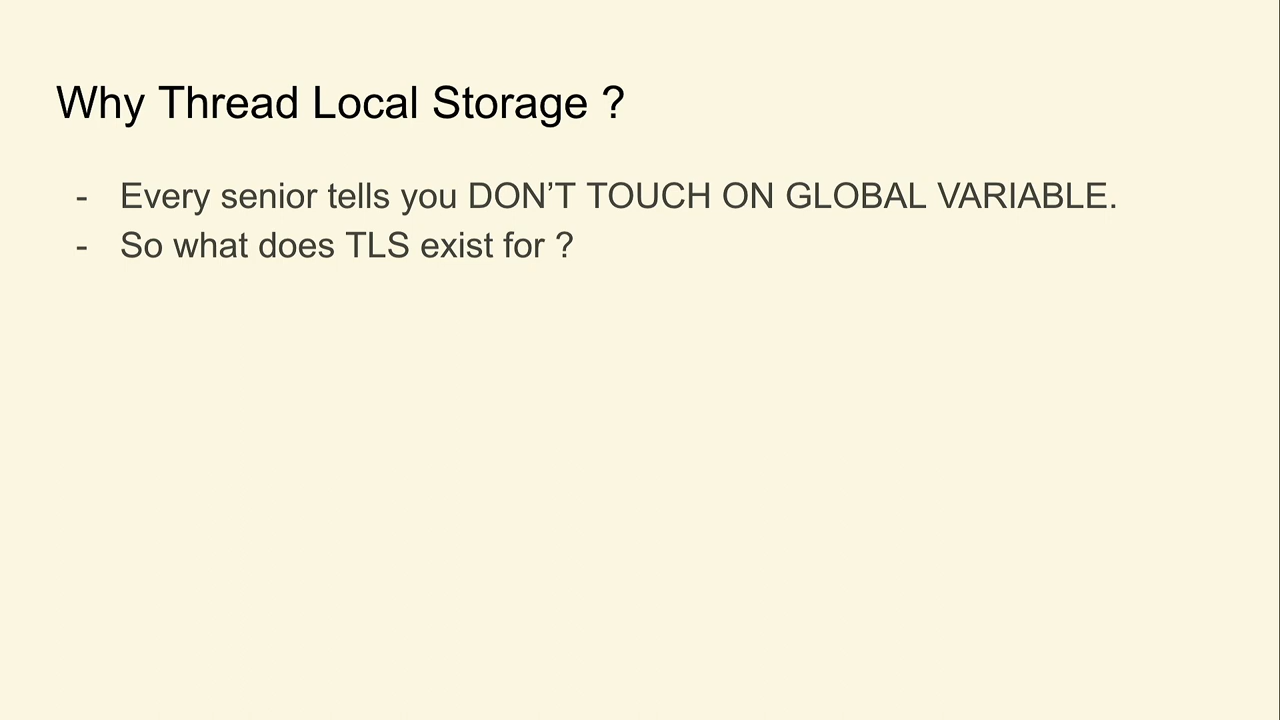 Why Thread Local Storage ?
- Every senior tells you DON’T TOUCH ON GLOBAL VARIABLE.
- So what does TLS exist for ?